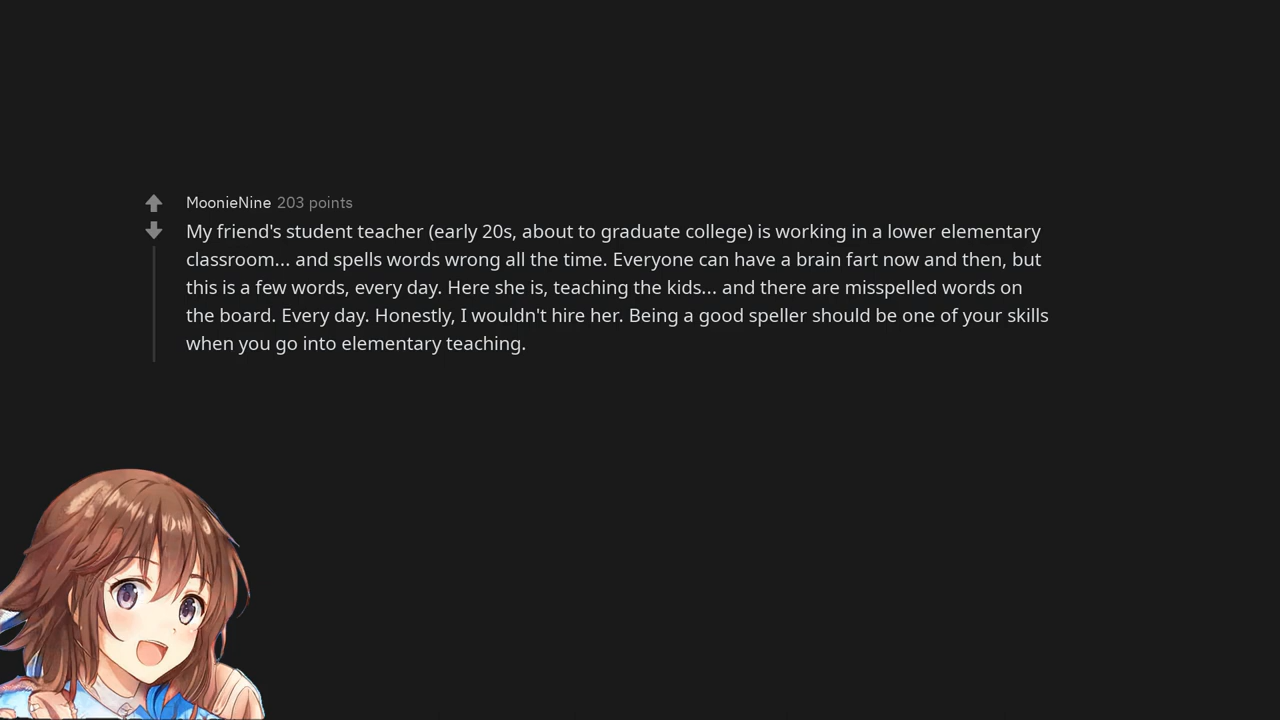 MoonieNine 203 points
My friend's student teacher (early 20s, about to graduate college) is working in a lower elementary
classroom... and spells words wrong all the time. Everyone can have a brain fart now and then, but
this is a few words, every day. Here she is, teaching the kids... and there are misspelled words on
the board. Every day. Honestly, I wouldn't hire her. Being a good speller should be one of your skills
when you go into elementary teaching.